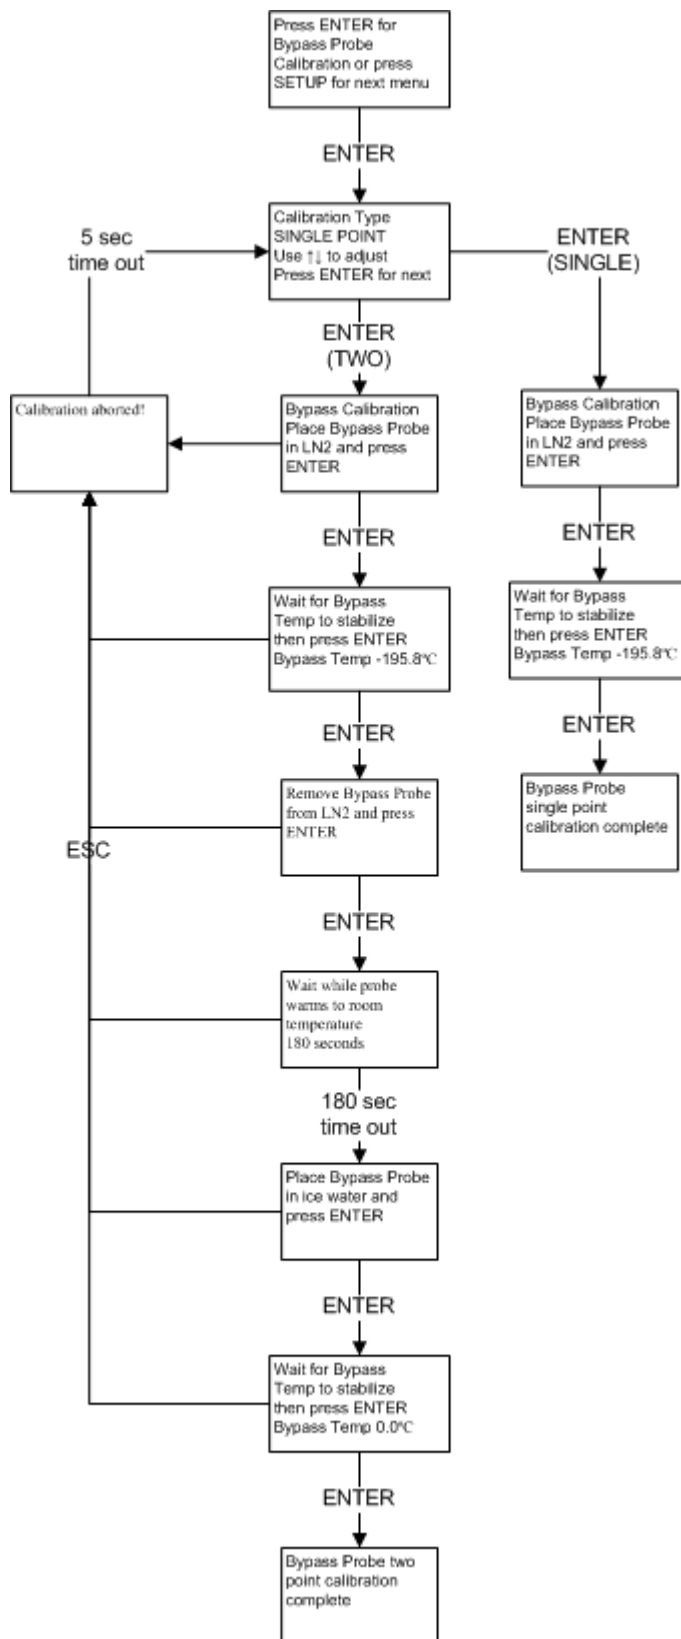 Press ENTER for
Bypass Probe
Calibration or press
SETUP for next menu
ENTER
Calibration Type
SINGLE POINT
Use ↑↓ to adjust
Press ENTER for next
5 sec
time out
ENTER
(SINGLE)
ENTER
(TWO)
Calibration aborted!
Bypass Calibration
Place Bypass Probe
in LN2 and press
ENTER
Bypass Calibration
Place Bypass Probe
in LN2 and press
ENTER
ENTER
ENTER
Wait for Bypass
Temp to stabilize
then press ENTER
Bypass Temp -195.8℃
Wait for Bypass
Temp to stabilize
then press ENTER
Bypass Temp -195.8℃
ENTER
ENTER
Remove Bypass Probe
from LN2 and press
ENTER
Bypass Probe
single point
calibration complete
ESC
ENTER
Wait while probe
warms to room
temperature
180 seconds
180 sec
time out
Place Bypass Probe
in ice water and
press ENTER
ENTER
Wait for Bypass
Temp to stabilize
then press ENTER
Bypass Temp 0.0℃
ENTER
Bypass Probe two
point calibration
complete